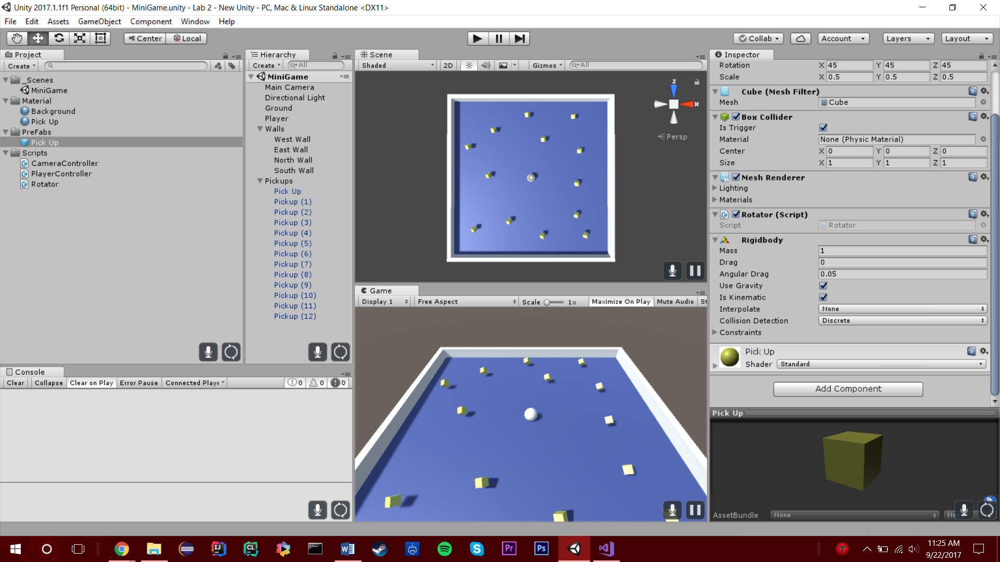 Unity 2017.1.1f1 Personal (64bit) - MiniGame.unity - Lab 2 - New Unity - PC, Mac & Linux Standalone <DX11>
File Edit Assets GameObject Component Window Help
Center Local Collab Account Layers Layout
Project
Create
_Scenes
MiniGame
Material
Background
Pick Up
PreFabs
Pick Up
Scripts
CameraController
PlayerController
Rotator
Hierarchy
Create All
MiniGame
Main Camera
Directional Light
Ground
Player
Walls
West Wall
East Wall
North Wall
South Wall
Pickups
Pick Up
Pickup (1)
Pickup (2)
Pickup (3)
Pickup (4)
Pickup (5)
Pickup (6)
Pickup (7)
Pickup (8)
Pickup (9)
Pickup (10)
Pickup (11)
Pickup (12)
Scene
Shaded 2D Gizmos All
z
x
Persp
Game
Display 1 Free Aspect Scale 1x Maximize On Play Mute Audio St
Inspector
Rotation X 45 Y 45 Z 45
Scale X 0.5 Y 0.5 Z 0.5
Cube (Mesh Filter)
Mesh Cube
Box Collider
Is Trigger
Material None (Physic Material)
Center X 0 Y 0 Z 0
Size X 1 Y 1 Z 1
Mesh Renderer
Lighting
Materials
Rotator (Script)
Script Rotator
Rigidbody
Mass 1
Drag 0
Angular Drag 0.05
Use Gravity
Is Kinematic
Interpolate None
Collision Detection Discrete
Constraints
Pick Up
Shader Standard
Add Component
Pick Up
AssetBundle None No
Console
Clear Collapse Clear on Play Error Pause Connected Playe 0 0 0
IJ CL W PS4 Pr Ps
11:25 AM
9/22/2017